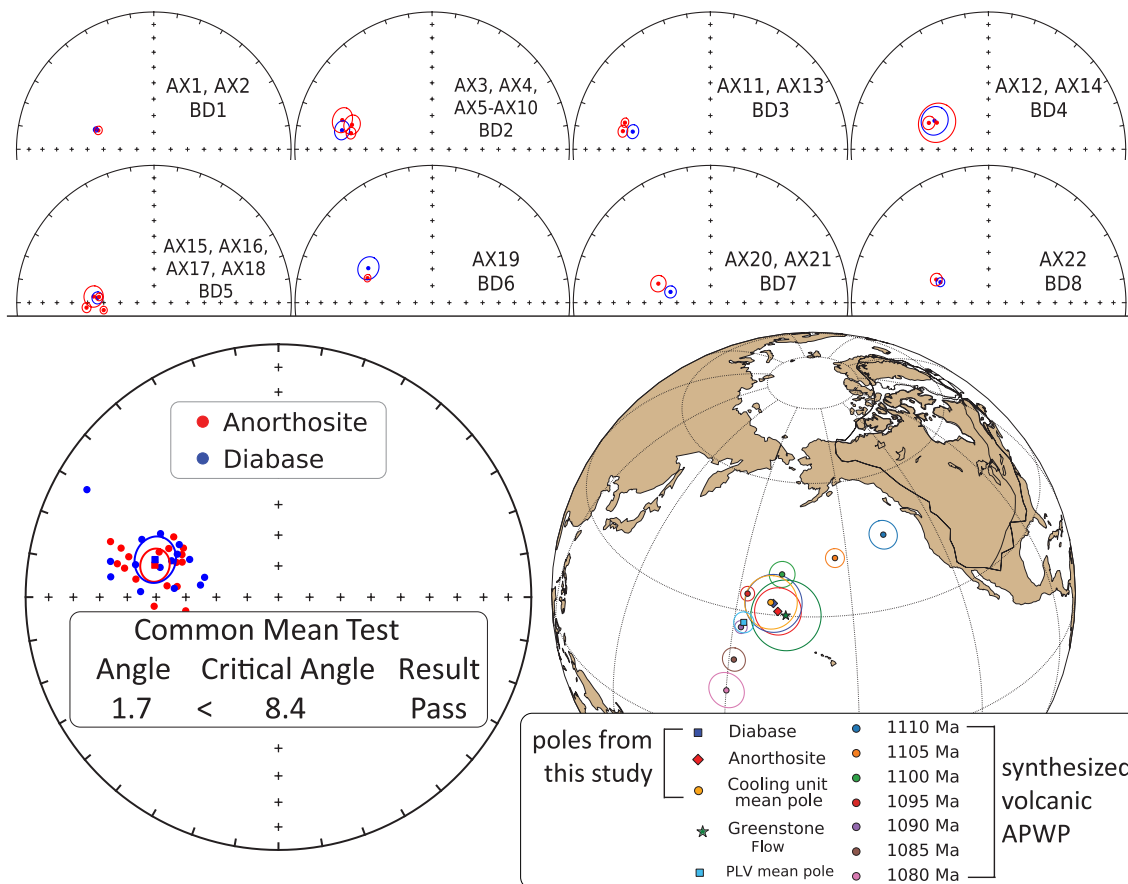 AX1, AX2
BD1
AX3, AX4,
AX5-AX10
BD2
AX11, AX13
BD3
AX12, AX14
BD4
AX15, AX16,
AX17, AX18
BD5
AX19
BD6
AX20, AX21
BD7
AX22
BD8
Anorthosite
Diabase
Common Mean Test
Angle Critical Angle Result
1.7 < 8.4 Pass
poles from
this study
Diabase
Anorthosite
Cooling unit
mean pole
Greenstone
Flow
PLV mean pole
1110 Ma
1105 Ma
1100 Ma
1095 Ma
1090 Ma
1085 Ma
1080 Ma
synthesized
volcanic
APWP